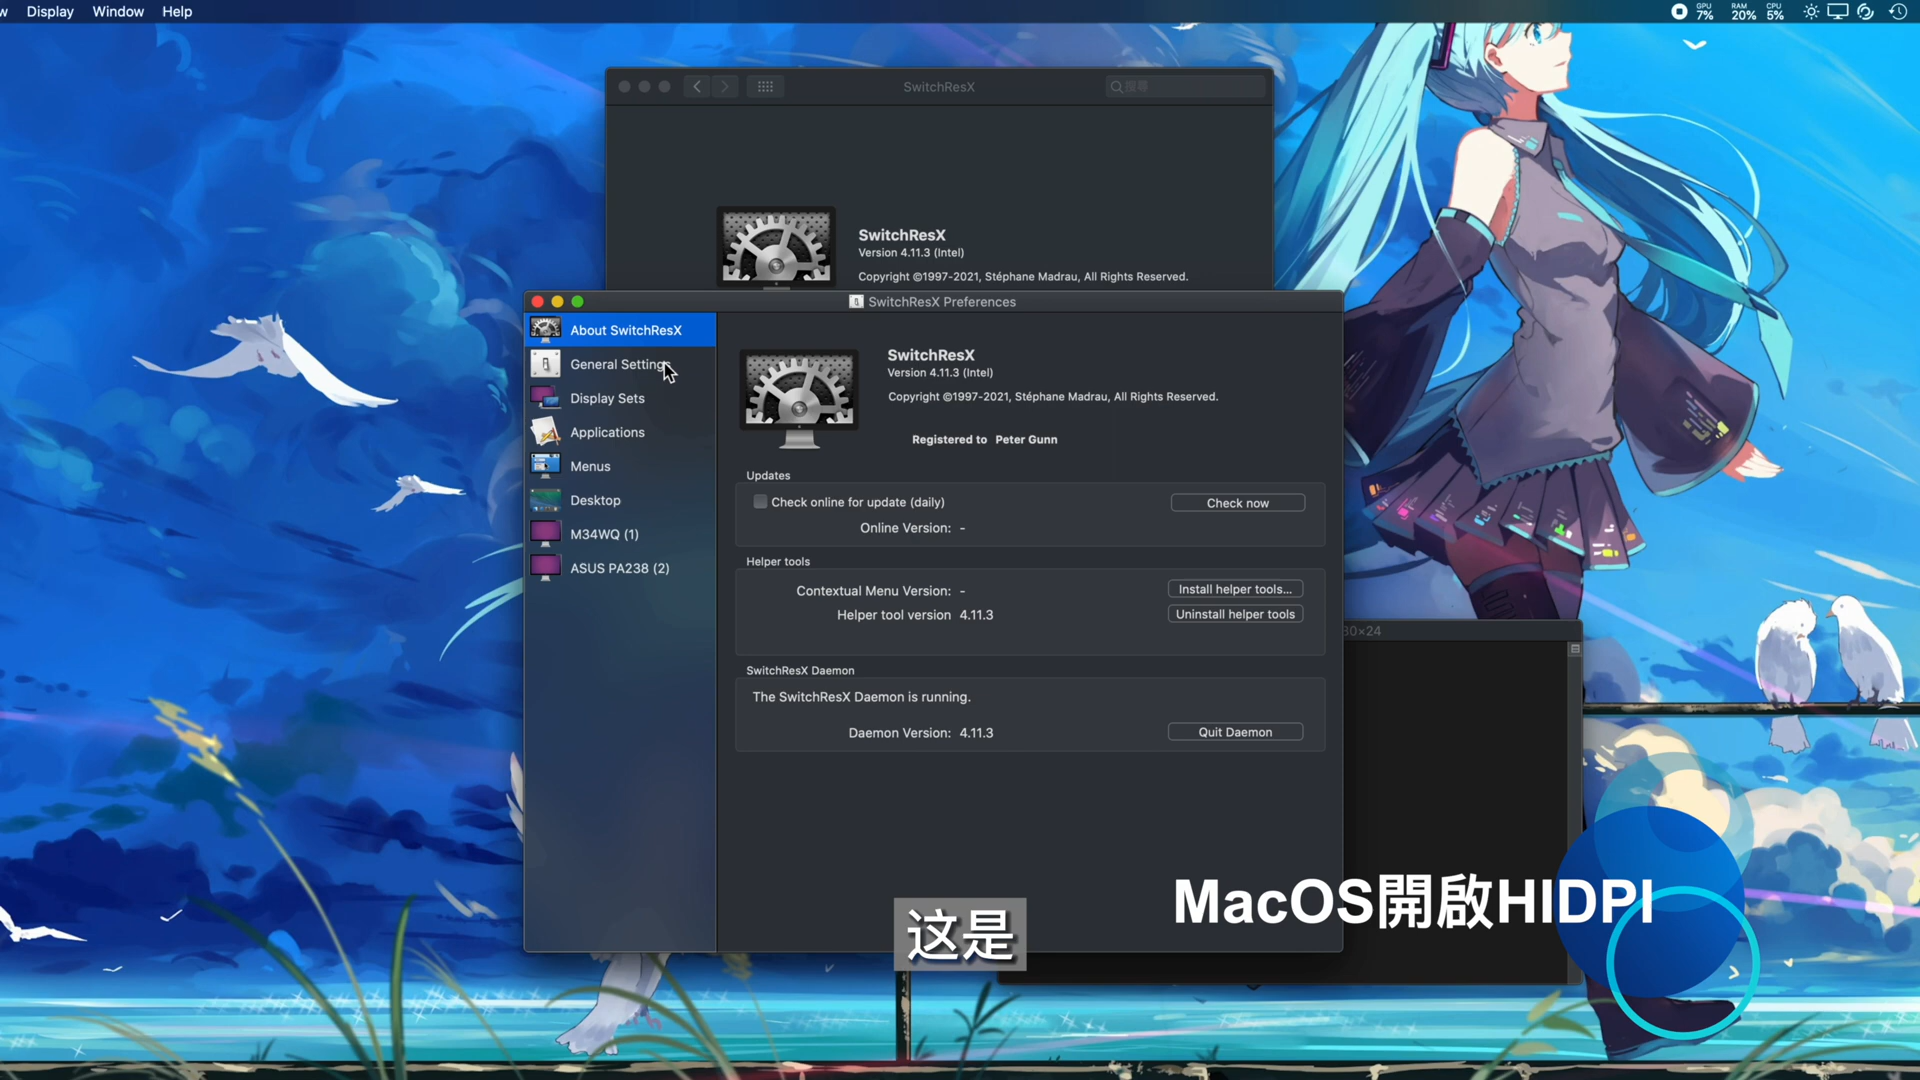 Display Window Help
GPU 7% RAM 20% CPU 5%
SwitchResX
搜尋
SwitchResX
Version 4.11.3 (Intel)
Copyright ©1997-2021, Stéphane Madrau, All Rights Reserved.
SwitchResX Preferences
About SwitchResX
General Setting
Display Sets
Applications
Menus
Desktop
M34WQ (1)
ASUS PA238 (2)
SwitchResX
Version 4.11.3 (Intel)
Copyright ©1997-2021, Stéphane Madrau, All Rights Reserved.
Registered to Peter Gunn
Updates
Check online for update (daily)
Check now
Online Version: -
Helper tools
Contextual Menu Version: -
Install helper tools...
Helper tool version 4.11.3
Uninstall helper tools
SwitchResX Daemon
The SwitchResX Daemon is running.
Daemon Version: 4.11.3
Quit Daemon
MacOS開啟HIDPI
这是